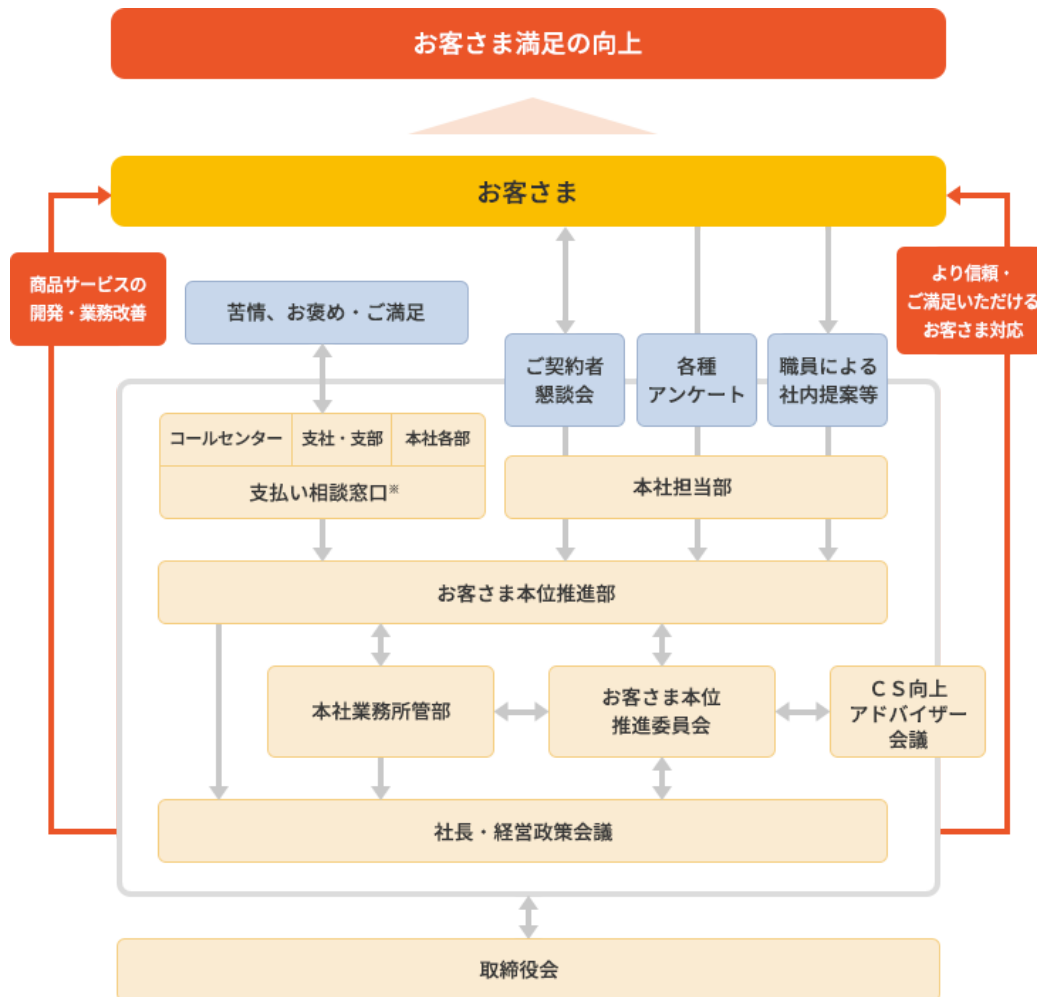 お客さま満足の向上
お客さま
商品サービスの
開発・業務改善
より信頼・
ご満足いただける
お客さま対応
苦情、お褒め・ご満足
ご契約者
懇談会
各種
アンケート
職員による
社内提案等
コールセンター
支社・支部
本社各部
支払い相談窓口※
本社担当部
お客さま本位推進部
本社業務所管部
お客さま本位
推進委員会
ＣＳ向上
アドバイザー
会議
社長・経営政策会議
取締役会